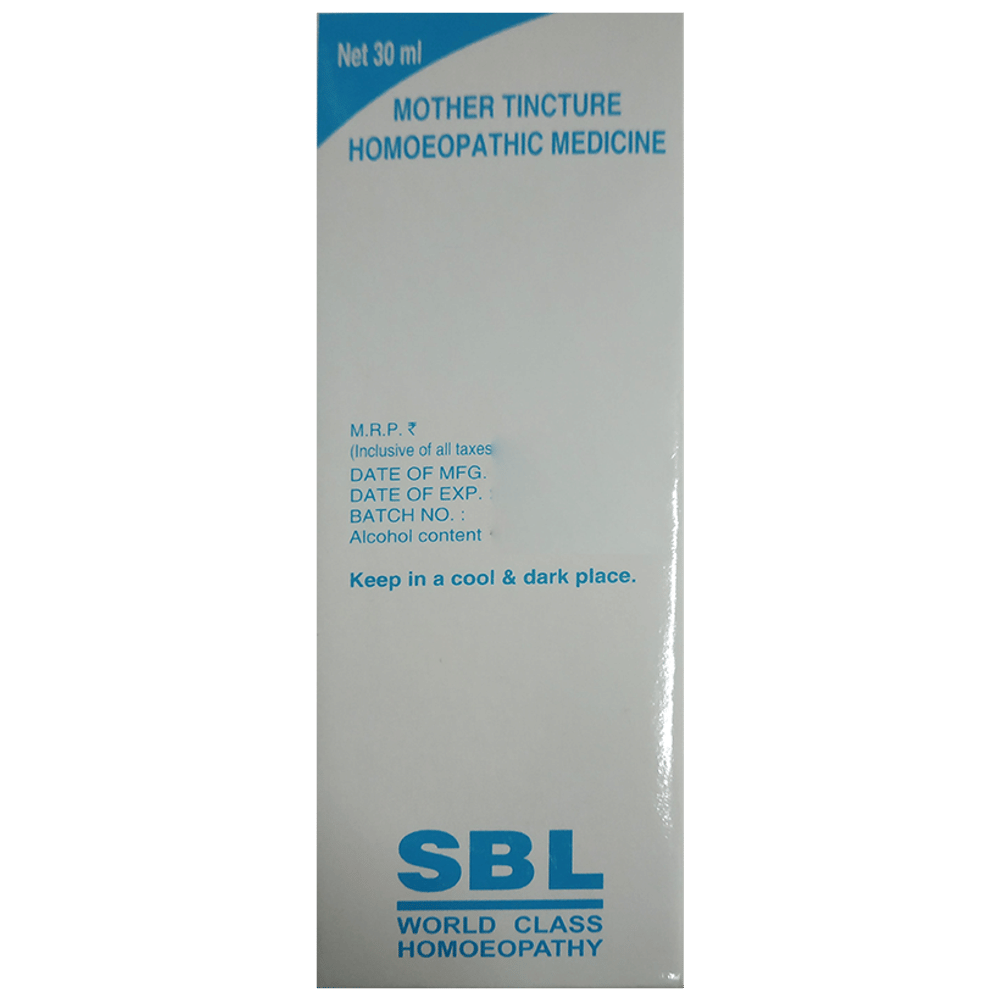 Net 30 ml
MOTHER TINCTURE
HOMOEOPATHIC MEDICINE
M.R.P. ₹
(Inclusive of all taxes
DATE OF MFG.
DATE OF EXP. :
BATCH NO. :
Alcohol content
Keep in a cool & dark place.
SBL
WORLD CLASS
HOMOEOPATHY